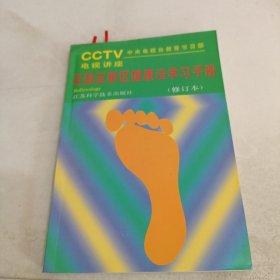 CCTV 中央电视台教育节目部
电视讲座
足部反射区健康法学习手册
Reflexology
(修订本)
江苏科学技术出版社